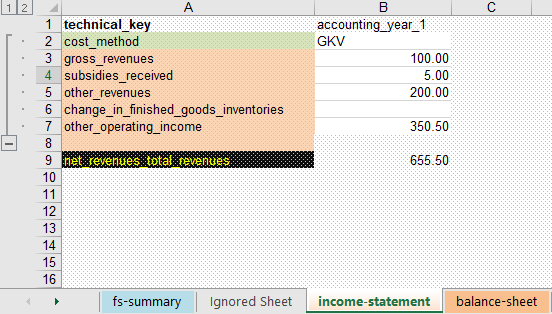 1 2 A B C
1 technical_key accounting_year_1
2 cost_method GKV
3 gross_revenues 100.00
4 subsidies_received 5.00
5 other_revenues 200.00
6 change_in_finished_goods_inventories
7 other_operating_income 350.50
8
9 net_revenues_total_revenues 655.50
10
11
12
13
14
15
16
fs-summary Ignored Sheet income-statement balance-sheet